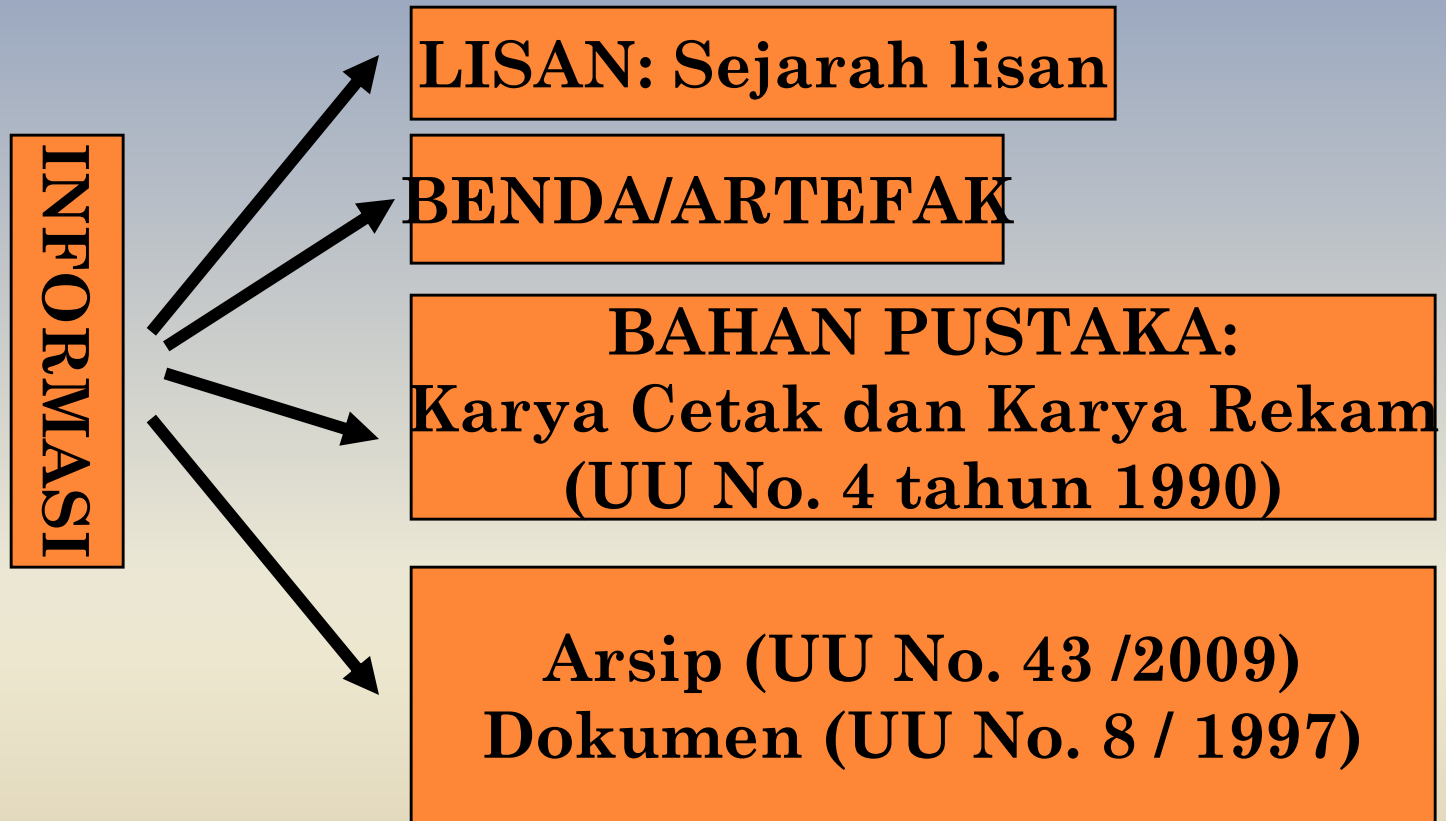 INFORMASI
LISAN: Sejarah lisan
BENDA/ARTEFAK
BAHAN PUSTAKA:
Karya Cetak dan Karya Rekam
(UU No. 4 tahun 1990)
Arsip (UU No. 43 /2009)
Dokumen (UU No. 8 / 1997)